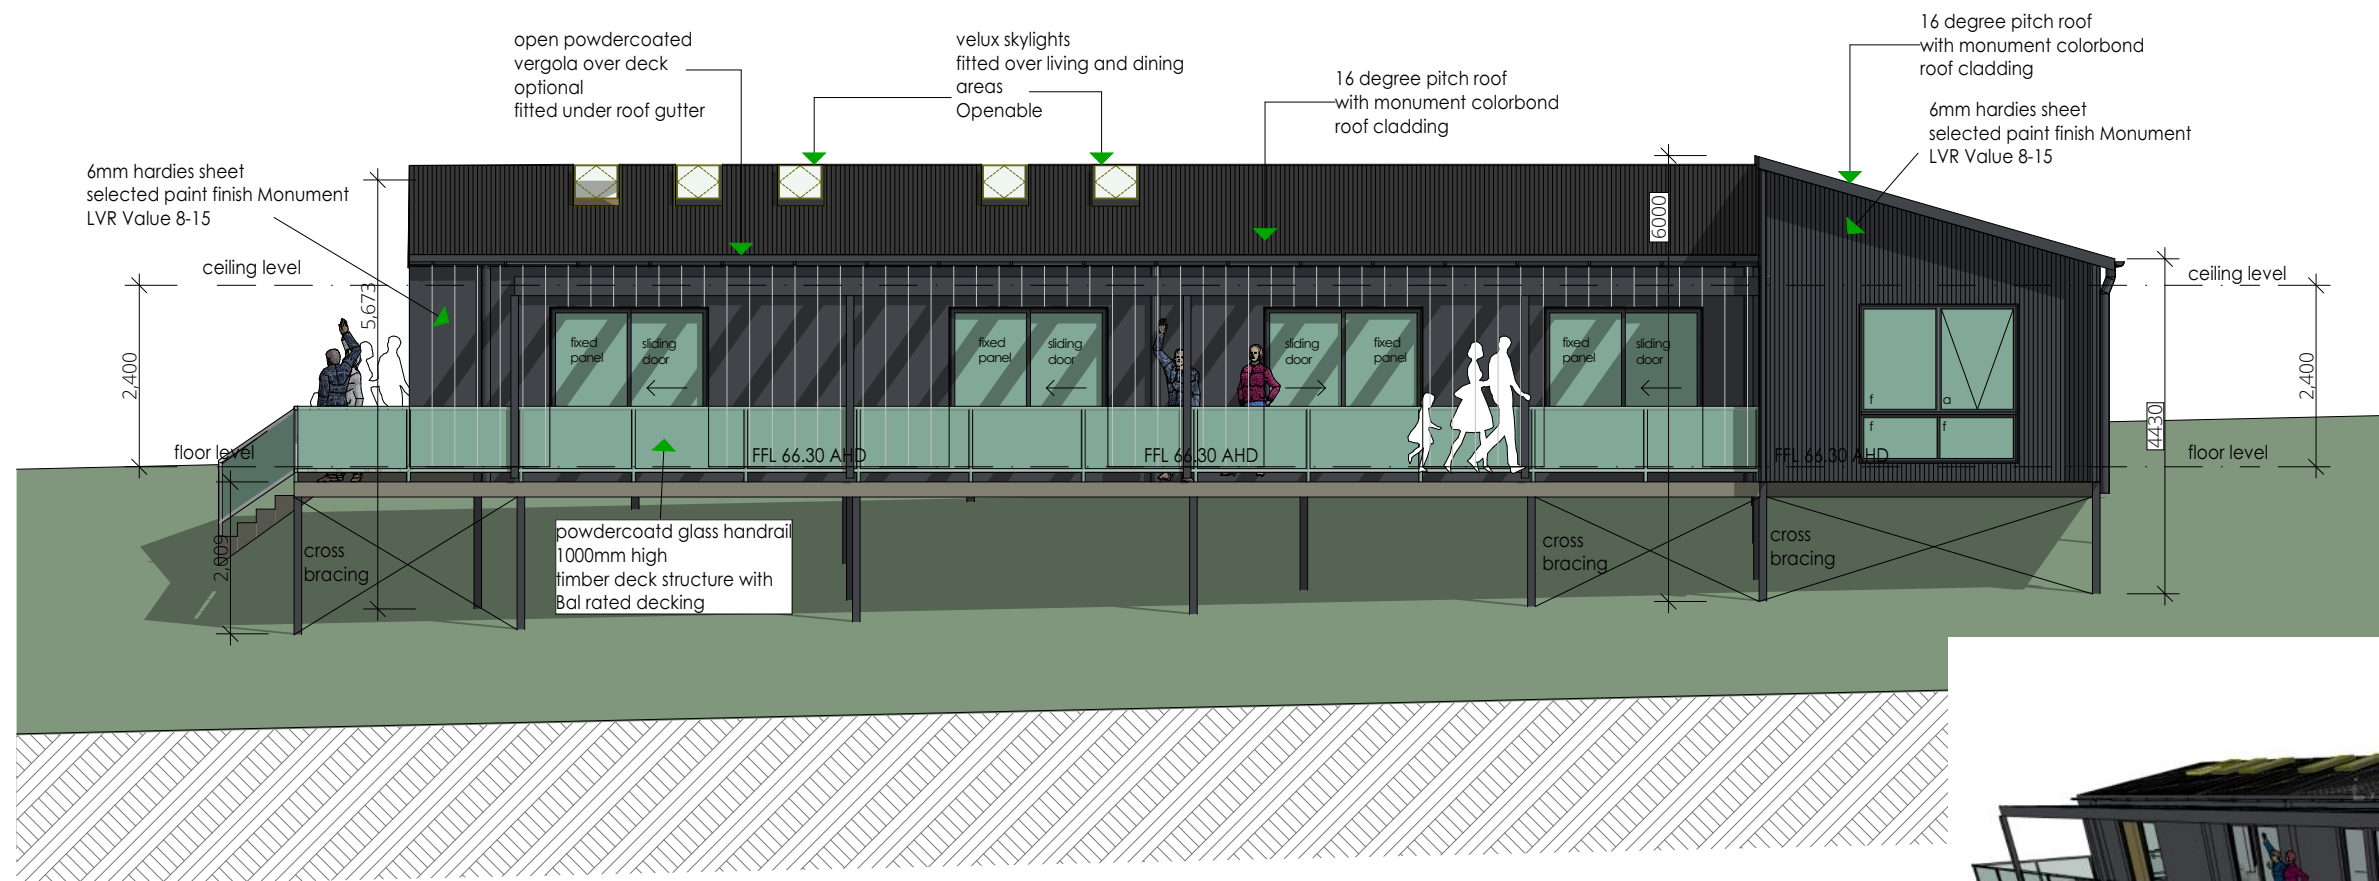 open powdercoated
vergola over deck
optional
fitted under roof gutter
velux skylights
fitted over living and dining
areas
Openable
16 degree pitch roof
with monument colorbond
roof cladding
16 degree pitch roof
with monument colorbond
roof cladding
6mm hardies sheet
selected paint finish Monument
LVR Value 8-15
6mm hardies sheet
selected paint finish Monument
LVR Value 8-15
ceiling level
5,673
2,400
floor level
2,009
6000
ceiling level
2,400
4430
floor level
fixed
panel
sliding
door
fixed
panel
sliding
door
sliding
door
fixed
panel
fixed
panel
sliding
door
f
a
f
f
FFL 66.30 AHD
FFL 66.30 AHD
FFL 66.30 AHD
cross
bracing
powdercoatd glass handrail
1000mm high
timber deck structure with
Bal rated decking
cross
bracing
cross
bracing